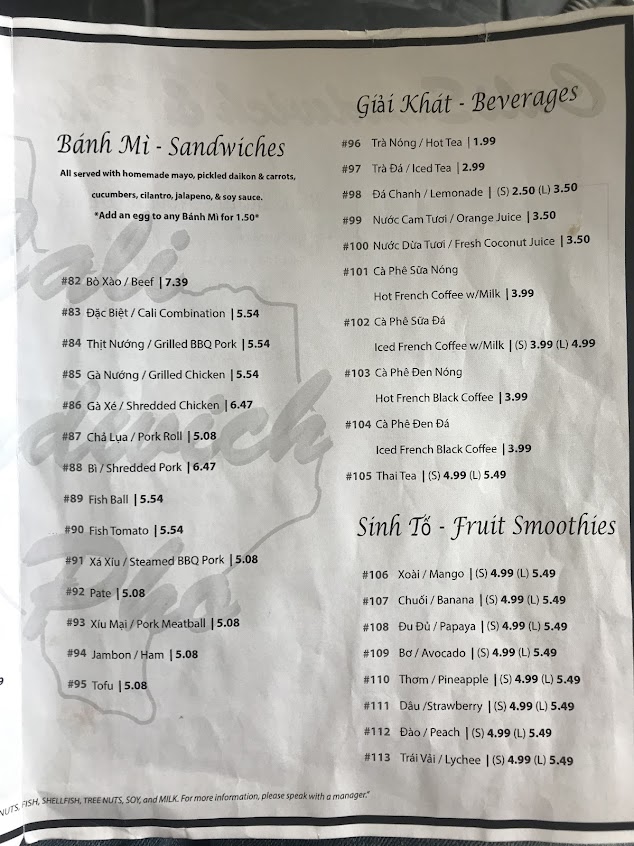 Bánh Mì - Sandwiches
All served with homemade mayo, pickled daikon & carrots,
cucumbers, cilantro, jalapeno, & soy sauce.
*Add an egg to any Bánh Mì for 1.50*
#82 Bò Xào / Beef | 7.39
#83 Đặc Biệt / Cali Combination | 5.54
#84 Thịt Nướng / Grilled BBQ Pork | 5.54
#85 Gà Nướng / Grilled Chicken | 5.54
#86 Gà Xé / Shredded Chicken | 6.47
#87 Chả Lụa / Pork Roll | 5.08
#88 Bì / Shredded Pork | 6.47
#89 Fish Ball | 5.54
#90 Fish Tomato | 5.54
#91 Xá Xíu / Steamed BBQ Pork | 5.08
#92 Pate | 5.08
#93 Xíu Mại / Pork Meatball | 5.08
#94 Jambon / Ham | 5.08
#95 Tofu | 5.08
Giải Khát - Beverages
#96 Trà Nóng / Hot Tea | 1.99
#97 Trà Đá / Iced Tea | 2.99
#98 Đá Chanh / Lemonade | (S) 2.50 (L) 3.50
#99 Nước Cam Tươi / Orange Juice | 3.50
#100 Nước Dừa Tươi / Fresh Coconut Juice | 3.50
#101 Cà Phê Sữa Nóng
Hot French Coffee w/Milk | 3.99
#102 Cà Phê Sữa Đá
Iced French Coffee w/Milk | (S) 3.99 (L) 4.99
#103 Cà Phê Đen Nóng
Hot French Black Coffee | 3.99
#104 Cà Phê Đen Đá
Iced French Black Coffee | 3.99
#105 Thai Tea | (S) 4.99 (L) 5.49
Sinh Tố - Fruit Smoothies
#106 Xoài / Mango | (S) 4.99 (L) 5.49
#107 Chuối / Banana | (S) 4.99 (L) 5.49
#108 Đu Đủ / Papaya | (S) 4.99 (L) 5.49
#109 Bơ / Avocado | (S) 4.99 (L) 5.49
#110 Thơm / Pineapple | (S) 4.99 (L) 5.49
#111 Dâu /Strawberry | (S) 4.99 (L) 5.49
#112 Đào / Peach | (S) 4.99 (L) 5.49
#113 Trái Vải / Lychee | (S) 4.99 (L) 5.49
NUTS, FISH, SHELLFISH, TREE NUTS, SOY, and MILK. For more information, please speak with a manager."
Cali
Pho